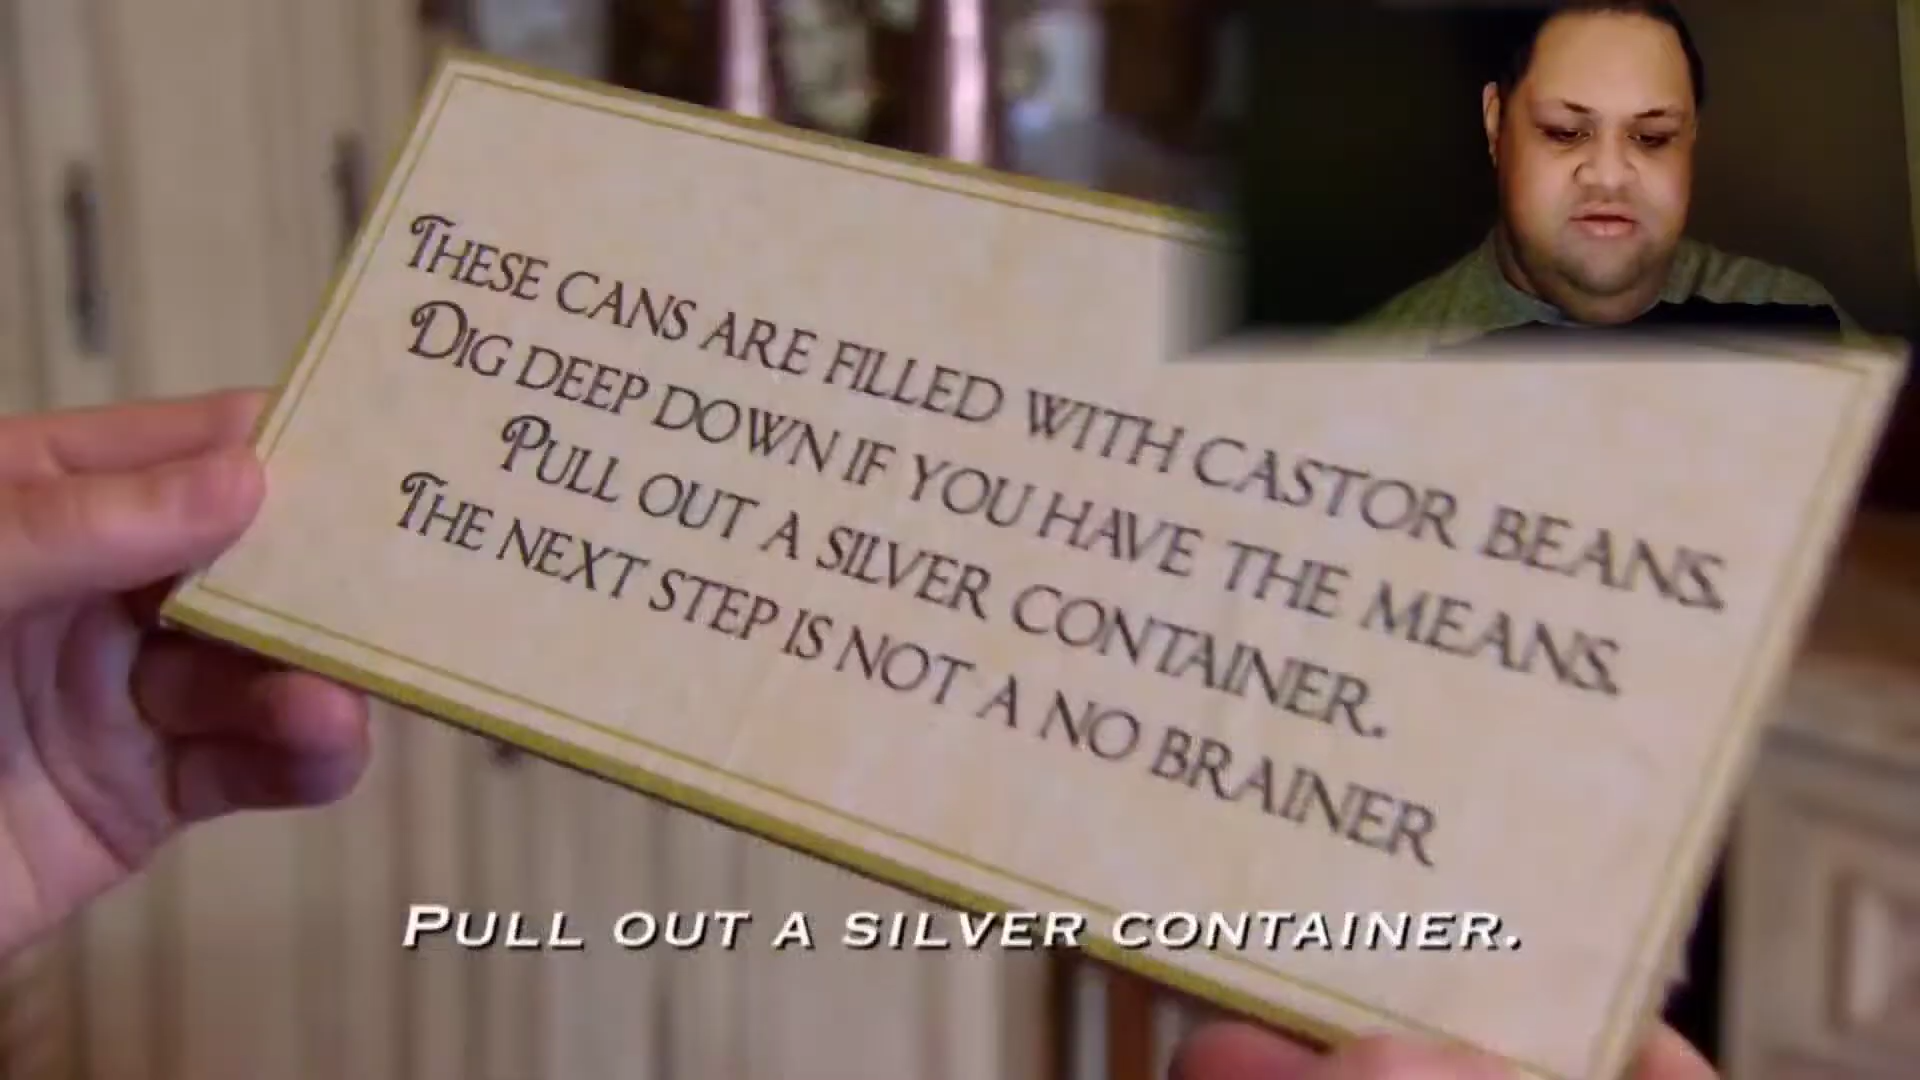 THESE CANS ARE FILLED WITH CASTOR BEANS.
DIG DEEP DOWN IF YOU HAVE THE MEANS.
PULL OUT A SILVER CONTAINER.
THE NEXT STEP IS NOT A NO BRAINER
PULL OUT A SILVER CONTAINER.